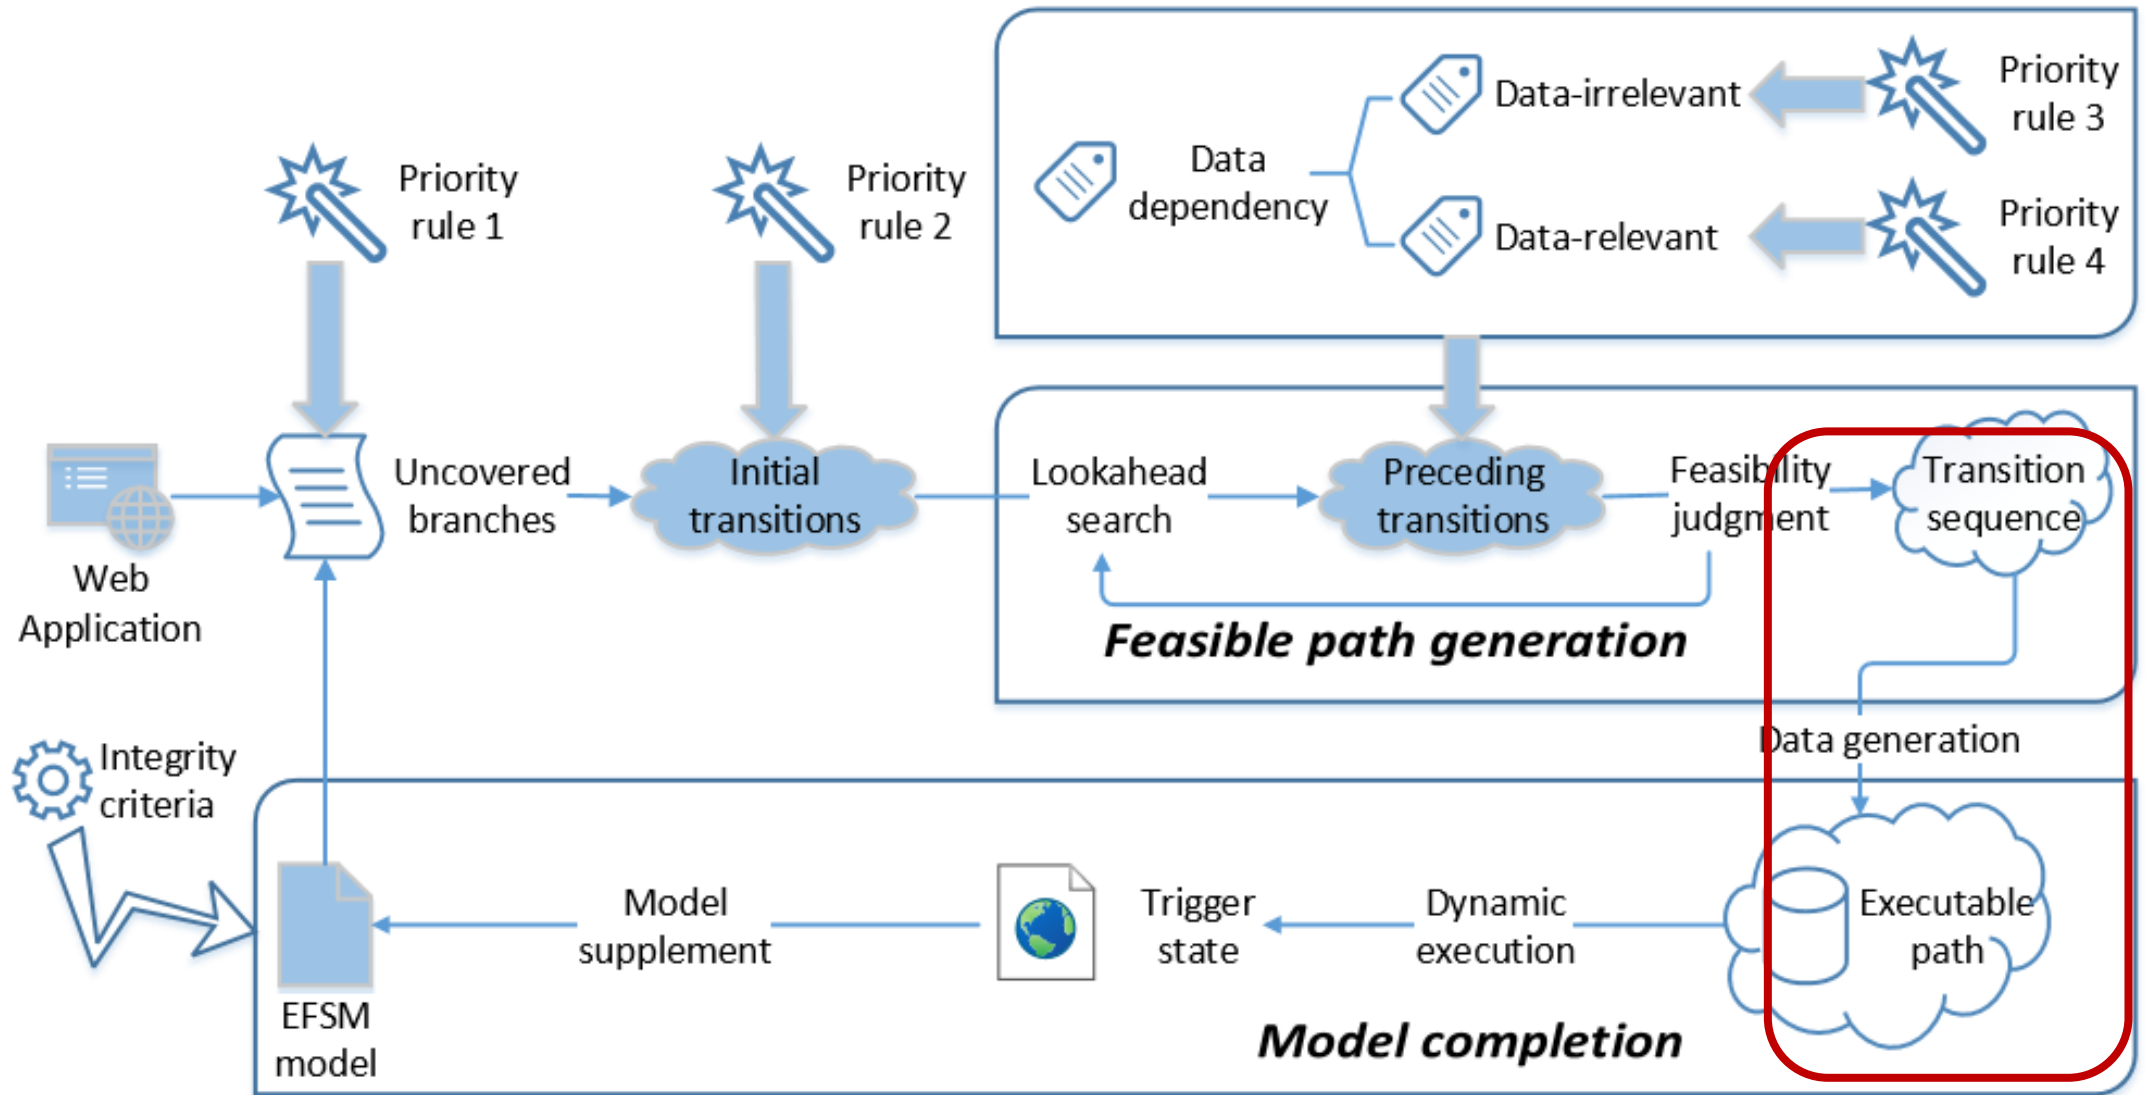 Data-irrelevant
Priority
rule 3
Data
dependency
Data-relevant
Priority
rule 4
Priority
rule 1
Priority
rule 2
Web
Application
Uncovered
branches
Initial
transitions
Lookahead
search
Preceding
transitions
Feasibility
judgment
Transition
sequence
Feasible path generation
Data generation
Integrity
criteria
EFSM
model
Model
supplement
Trigger
state
Dynamic
execution
Executable
path
Model completion